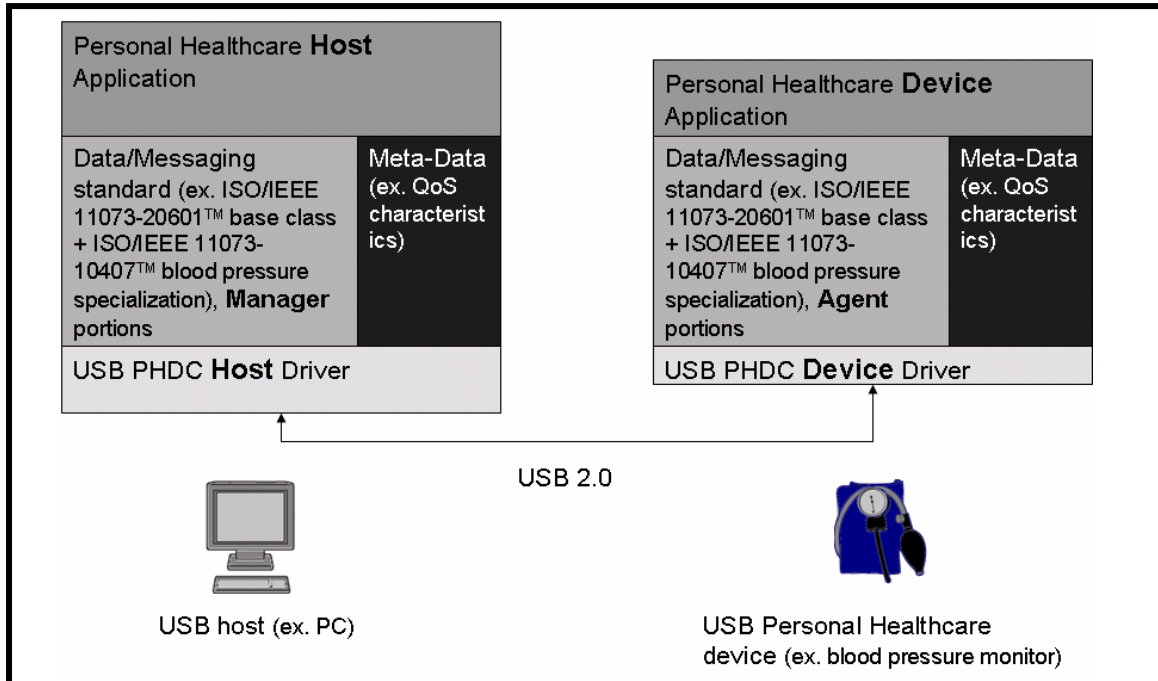 Personal Healthcare Host
Application
Data/Messaging
standard (ex. ISO/IEEE
11073-20601™ base class
+ ISO/IEEE 11073-
10407™ blood pressure
specialization), Manager
portions
Meta-Data
(ex. QoS
characterist
ics)
USB PHDC Host Driver
Personal Healthcare Device
Application
Data/Messaging
standard (ex. ISO/IEEE
11073-20601™ base class
+ ISO/IEEE 11073-
10407™ blood pressure
specialization), Agent
portions
Meta-Data
(ex. QoS
characterist
ics)
USB PHDC Device Driver
USB 2.0
USB host (ex. PC)
USB Personal Healthcare
device (ex. blood pressure monitor)